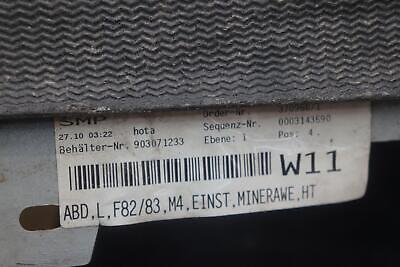 SMP Order-Nr.
27.10 03:22 hota Sequenz-Nr. 0003143690
Behälter-Nr. 903071233 Ebene: 1 Pos: 4.
W11
ABD,L,F82/83,M4,EINST,MINERAWE,HT